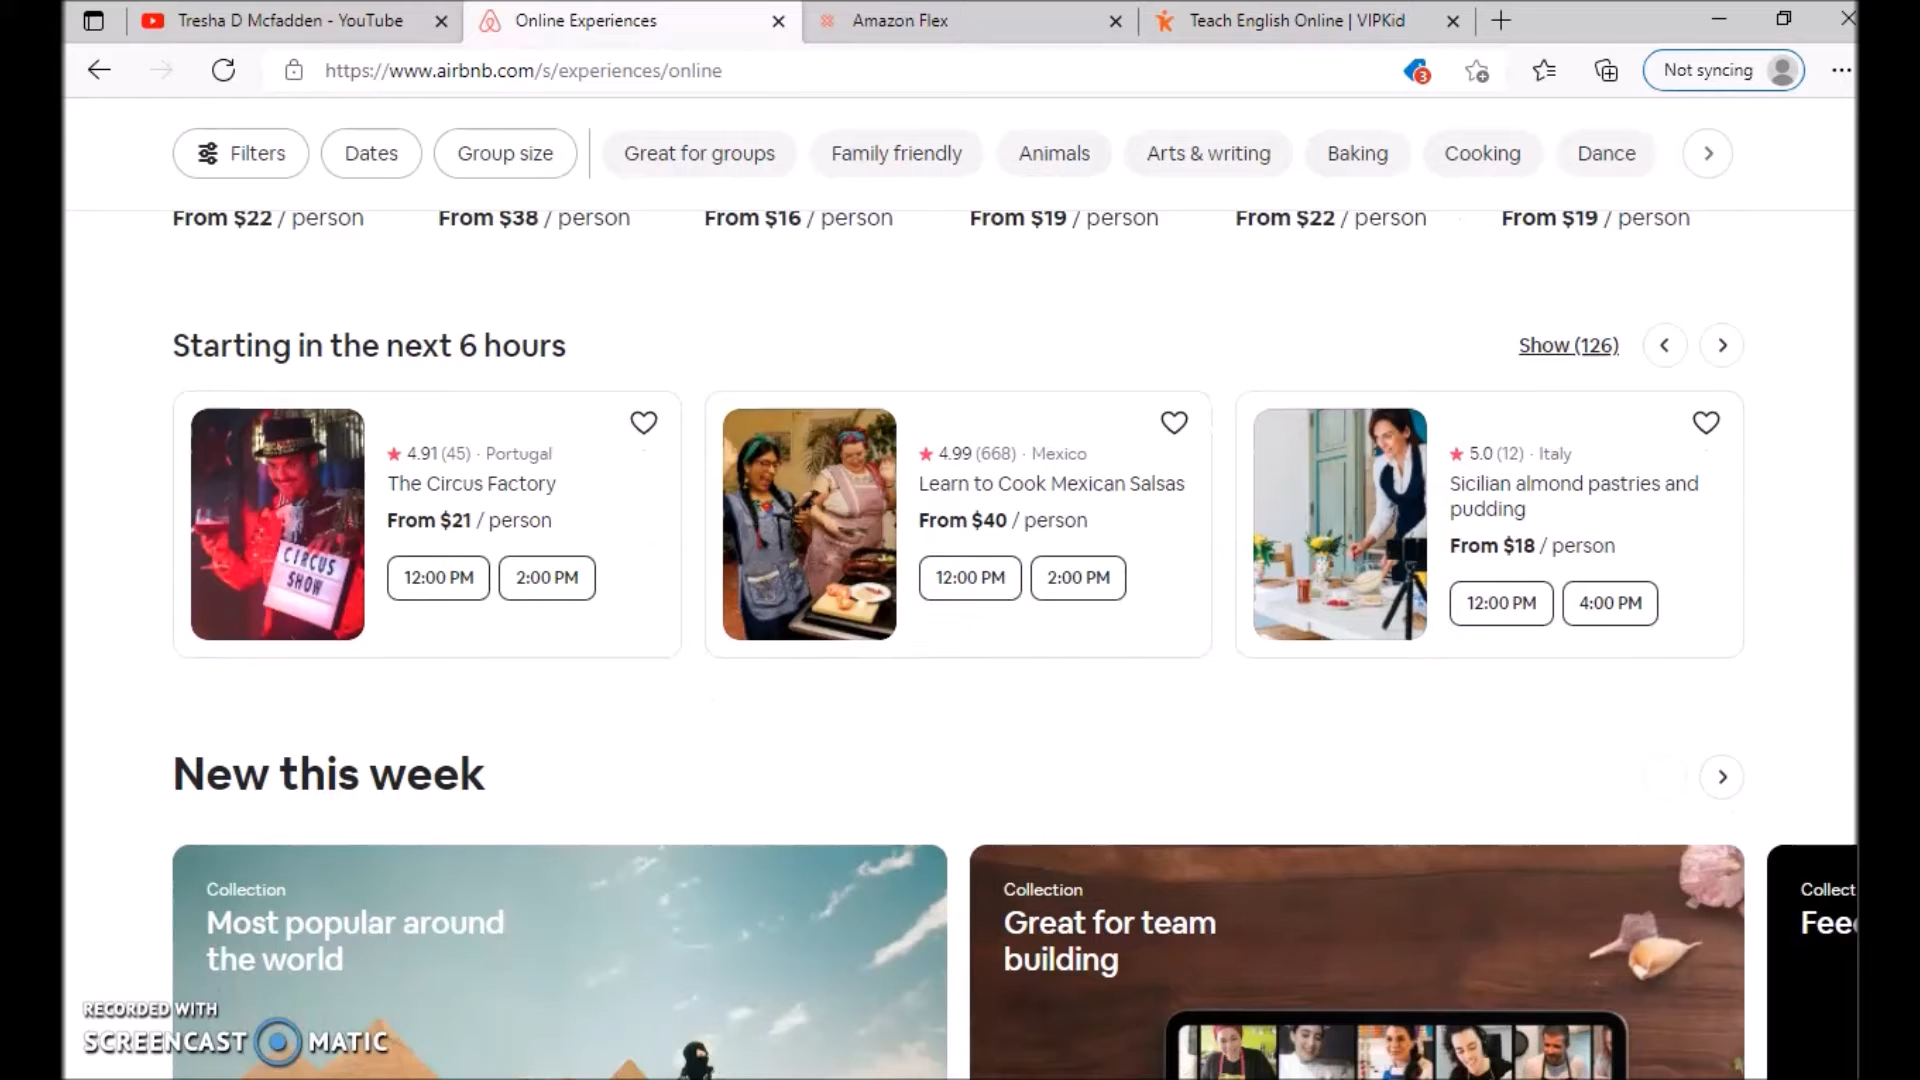 Tresha D Mcfadden - YouTube
Online Experiences
Amazon Flex
Teach English Online | VIPKid
https://www.airbnb.com/s/experiences/online
3
Not syncing
Filters
Dates
Group size
Great for groups
Family friendly
Animals
Arts & writing
Baking
Cooking
Dance
From $22 / person
From $38 / person
From $16 / person
From $19 / person
From $22 / person
From $19 / person
Starting in the next 6 hours
Show (126)
CIRCUS
SHOW
4.91 (45) · Portugal
The Circus Factory
From $21 / person
12:00 PM
2:00 PM
4.99 (668) · Mexico
Learn to Cook Mexican Salsas
From $40 / person
12:00 PM
2:00 PM
5.0 (12) · Italy
Sicilian almond pastries and
pudding
From $18 / person
12:00 PM
4:00 PM
New this week
Collection
Most popular around
the world
Collection
Great for team
building
Collect
Fee
RECORDED WITH
SCREENCAST MATIC